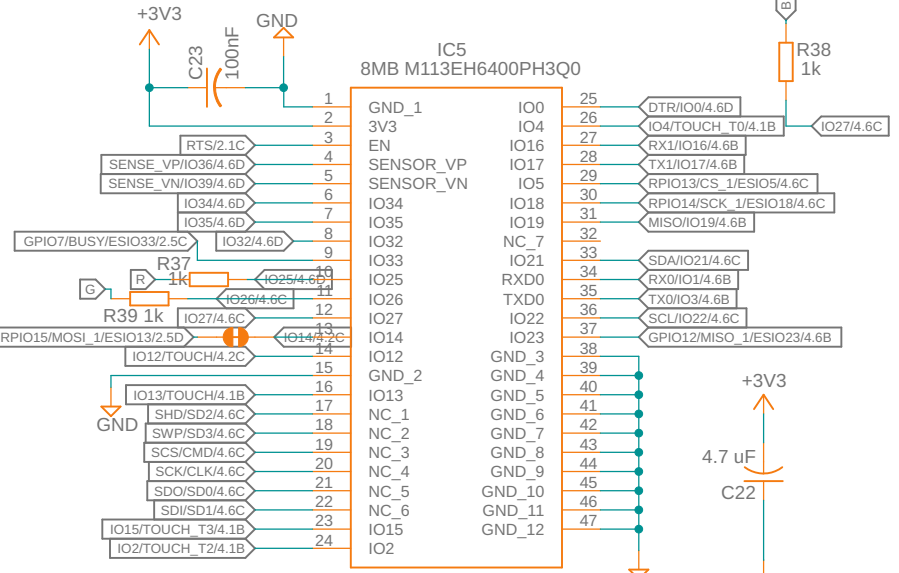 +3V3
GND
B
C23
100nF
R38
1k
IC5
8MB M113EH6400PH3Q0
1 GND_1 IO0 25 DTR/IO0/4.6D
2 3V3 IO4 26 IO4/TOUCH_T0/4.1B IO27/4.6C
RTS/2.1C 3 EN IO16 27 RX1/IO16/4.6B
SENSE_VP/IO36/4.6D 4 SENSOR_VP IO17 28 TX1/IO17/4.6B
SENSE_VN/IO39/4.6D 5 SENSOR_VN IO5 29 RPIO13/CS_1/ESIO5/4.6C
IO34/4.6D 6 IO34 IO18 30 RPIO14/SCK_1/ESIO18/4.6C
IO35/4.6D 7 IO35 IO19 31 MISO/IO19/4.6B
GPIO7/BUSY/ESIO33/2.5C IO32/4.6D 8 IO32 NC_7 32
9 IO33 IO21 33 SDA/IO21/4.6C
R R37 1k IO25/4.6D 10 IO25 RXD0 34 RX0/IO1/4.6B
G IO26/4.6C 11 IO26 TXD0 35 TX0/IO3/4.6B
R39 1k IO27/4.6C 12 IO27 IO22 36 SCL/IO22/4.6C
RPIO15/MOSI_1/ESIO13/2.5D IO14/4.2C 13 IO14 IO23 37 GPIO12/MISO_1/ESIO23/4.6B
IO12/TOUCH/4.2C 14 IO12 GND_3 38
15 GND_2 GND_4 39
IO13/TOUCH/4.1B 16 IO13 GND_5 40
GND
SHD/SD2/4.6C 17 NC_1 GND_6 41
SWP/SD3/4.6C 18 NC_2 GND_7 42
SCS/CMD/4.6C 19 NC_3 GND_8 43
SCK/CLK/4.6C 20 NC_4 GND_9 44
SDO/SD0/4.6C 21 NC_5 GND_10 45
SDI/SD1/4.6C 22 NC_6 GND_11 46
IO15/TOUCH_T3/4.1B 23 IO15 GND_12 47
IO2/TOUCH_T2/4.1B 24 IO2
+3V3
4.7 uF
C22